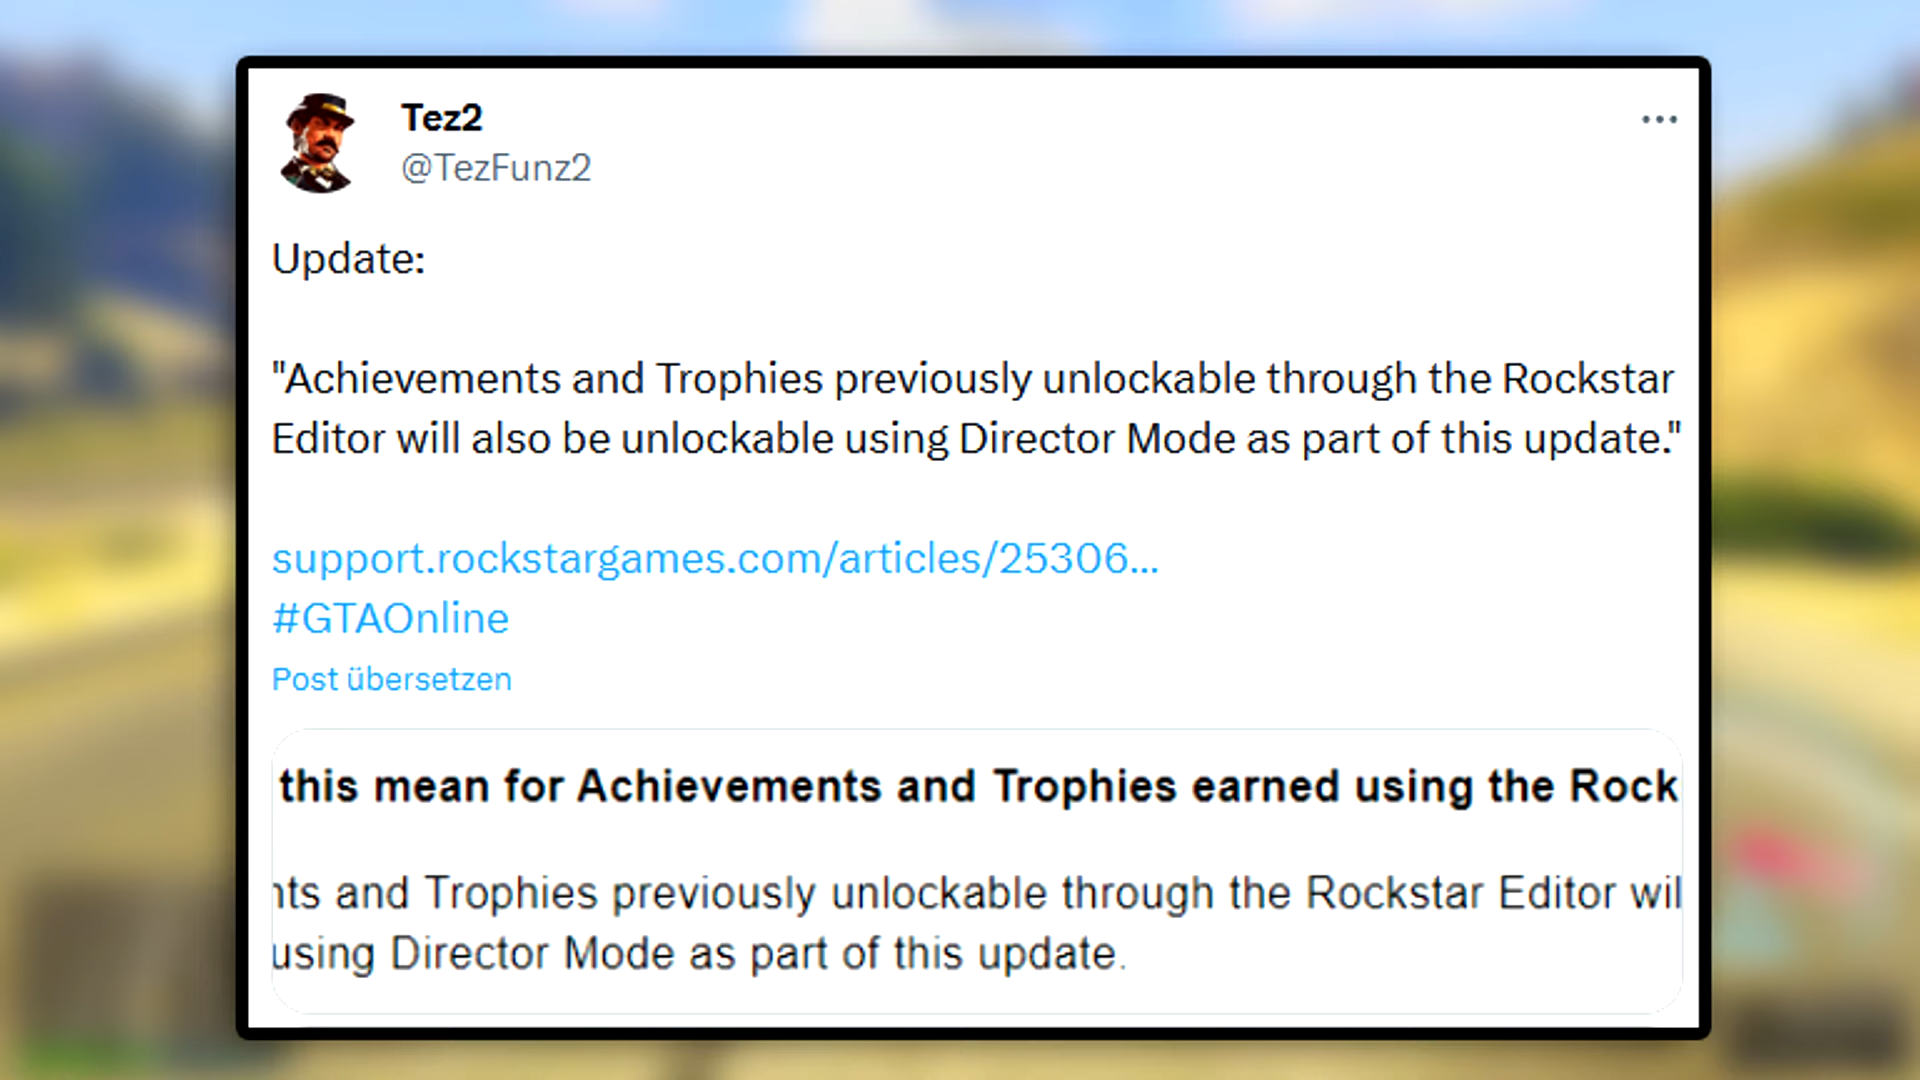 Tez2
@TezFunz2
Update:
"Achievements and Trophies previously unlockable through the Rockstar
Editor will also be unlockable using Director Mode as part of this update."
support.rockstargames.com/articles/25306...
#GTAOnline
Post übersetzen
this mean for Achievements and Trophies earned using the Rock
nts and Trophies previously unlockable through the Rockstar Editor wil
using Director Mode as part of this update.